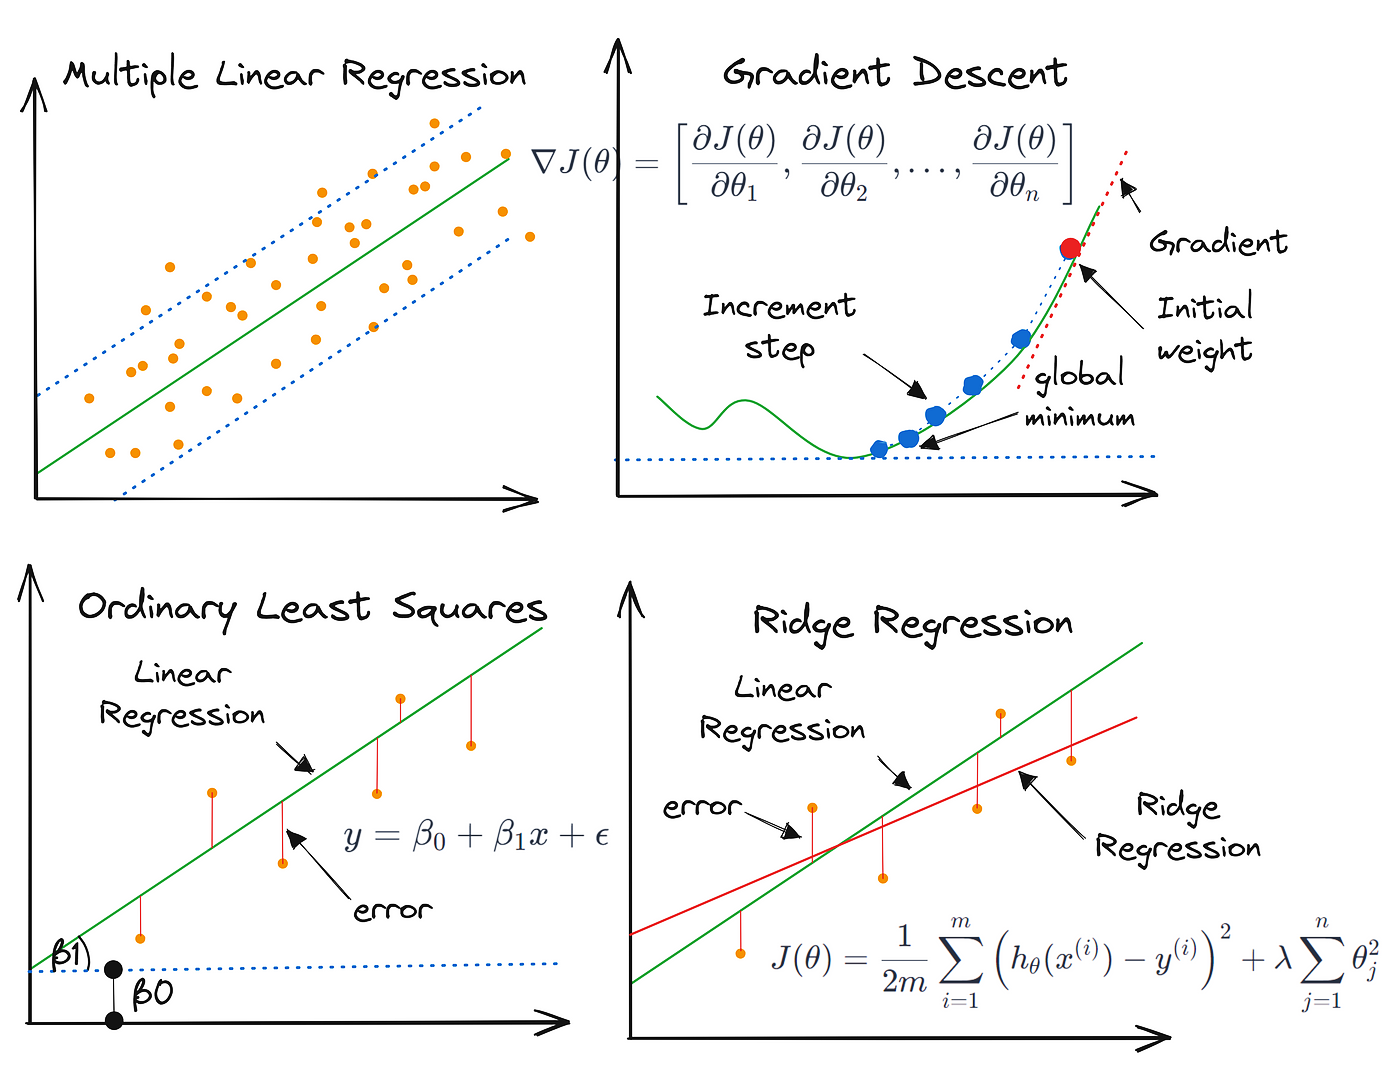 Multiple Linear Regression
Gradient Descent
∇J(θ) = [∂J(θ)/∂θ₁, ∂J(θ)/∂θ₂, ..., ∂J(θ)/∂θₙ]
Gradient
Initial
weight
Increment
step
global
minimum
Ordinary Least Squares
Linear
Regression
y = β₀ + β₁x + ϵ
error
β1
β0
Ridge Regression
Linear
Regression
error
Ridge
Regression
J(θ) = 1/2m ∑ᵢ₌₁ᵐ (h_θ(x⁽ⁱ⁾) − y⁽ⁱ⁾)² + λ ∑ⱼ₌₁ⁿ θⱼ²